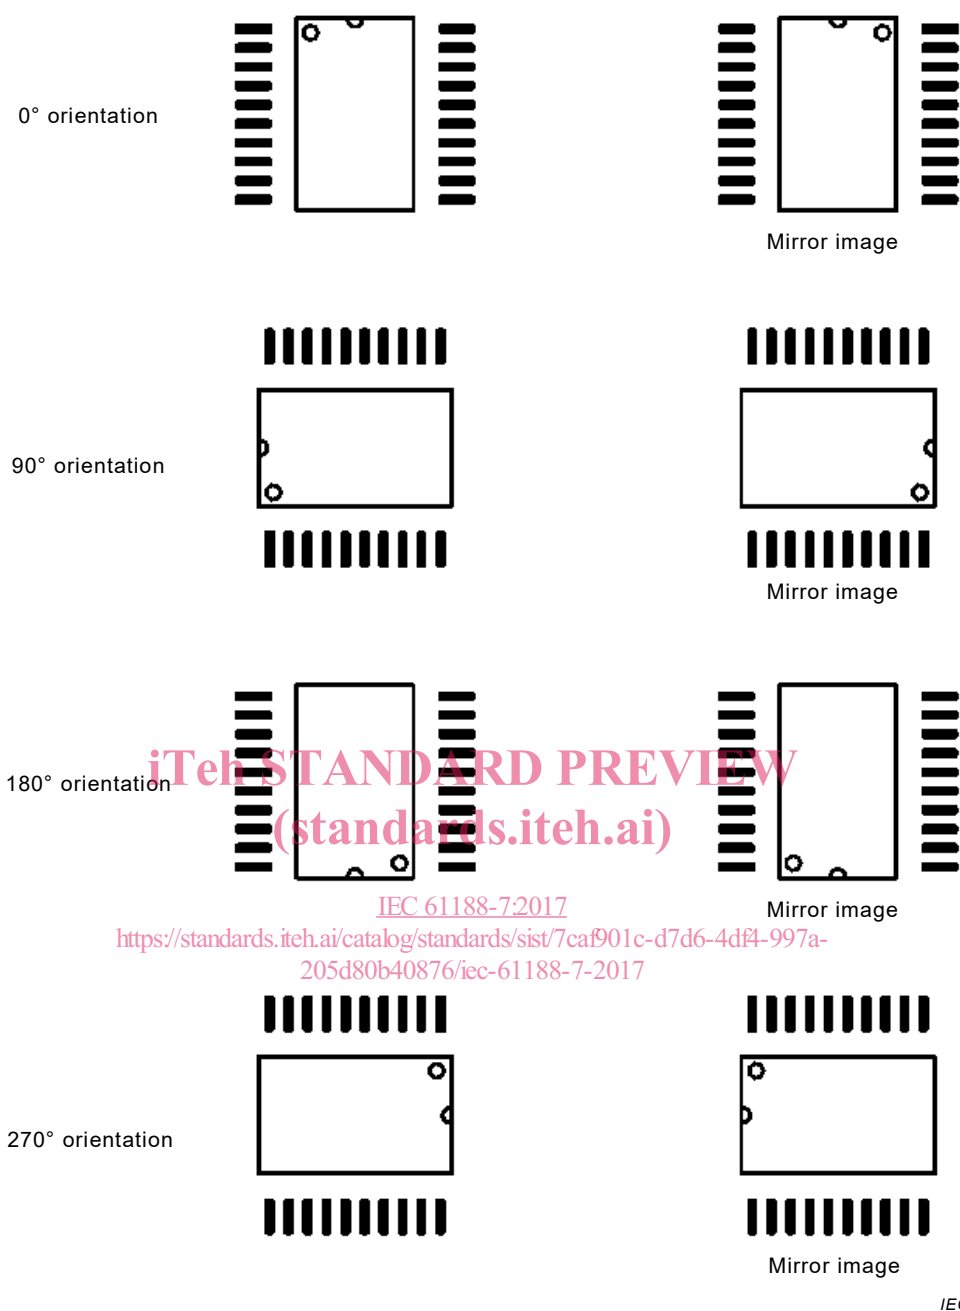 0° orientation
Mirror image
90° orientation
Mirror image
iTeh STANDARD PREVIEW
180° orientation
(standards.iteh.ai)
IEC 61188-7:2017
Mirror image
https://standards.iteh.ai/catalog/standards/sist/7caf901c-d7d6-4df4-997a-
205d80b40876/iec-61188-7-2017
270° orientation
Mirror image